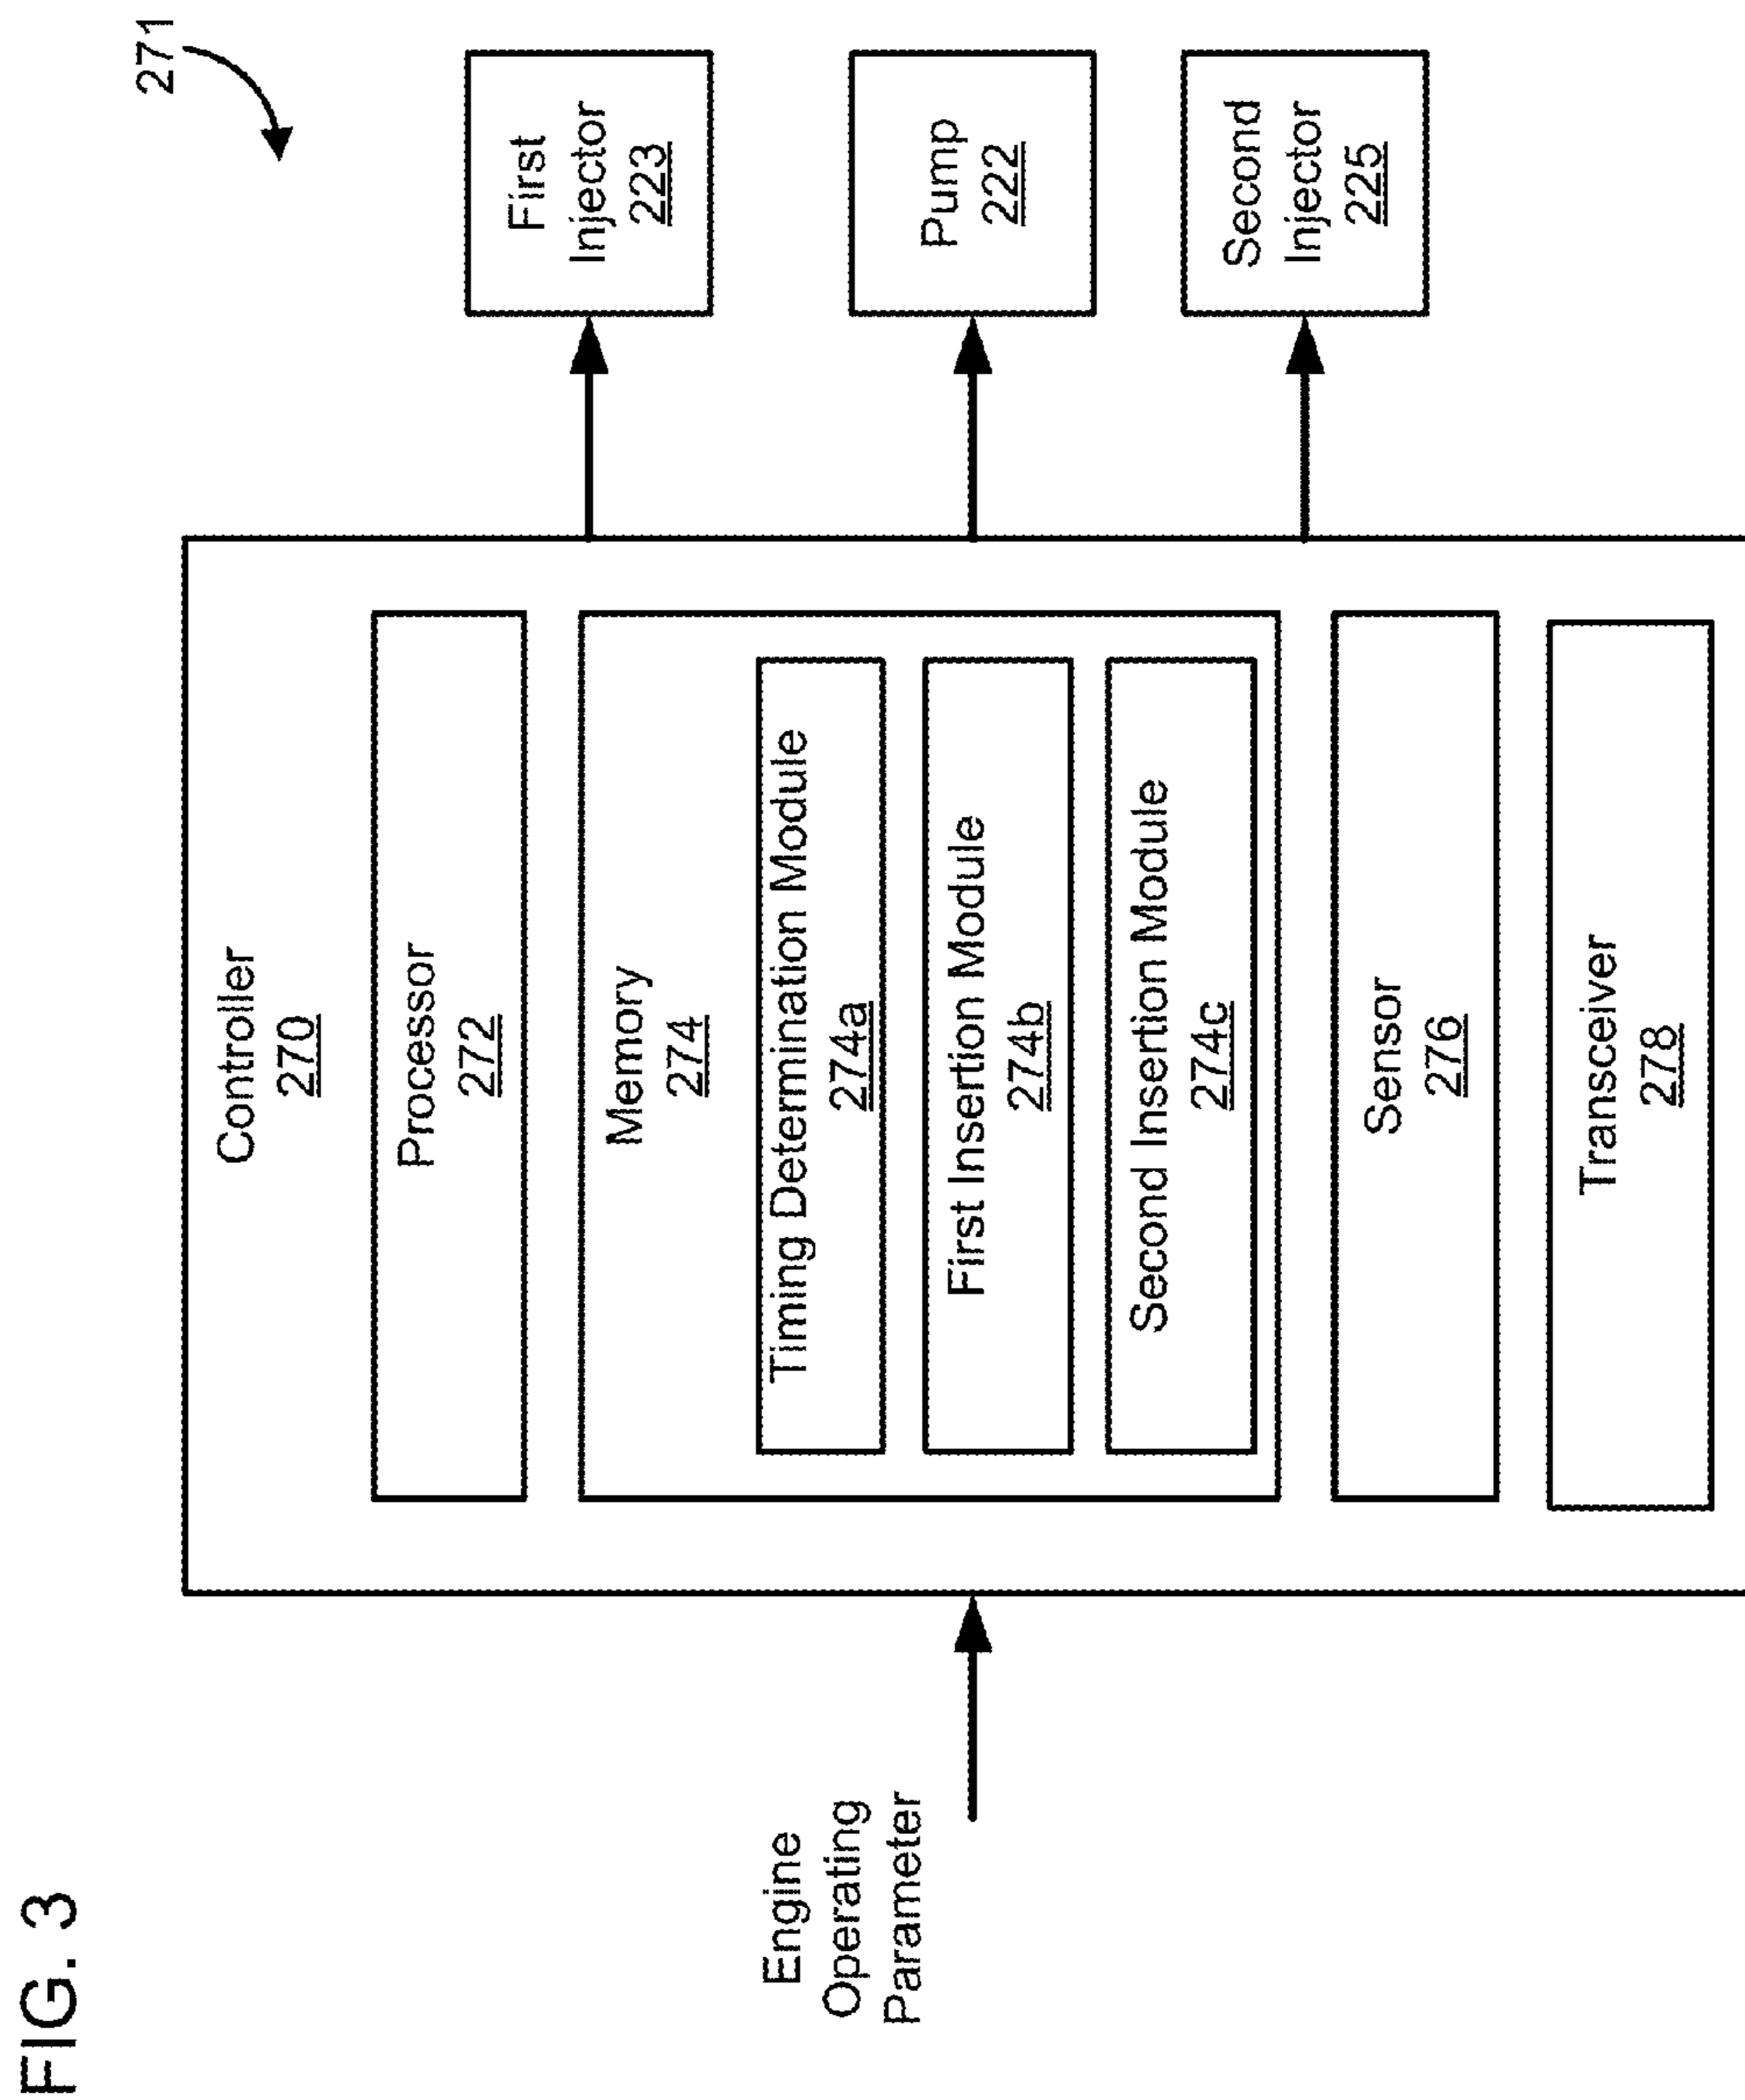 FIG. 3
271
Engine
Operating
Parameter
Controller
270
Processor
272
Memory
274
Timing Determination Module
274a
First Insertion Module
274b
Second Insertion Module
274c
Sensor
276
Transceiver
278
First
Injector
223
Pump
222
Second
Injector
225